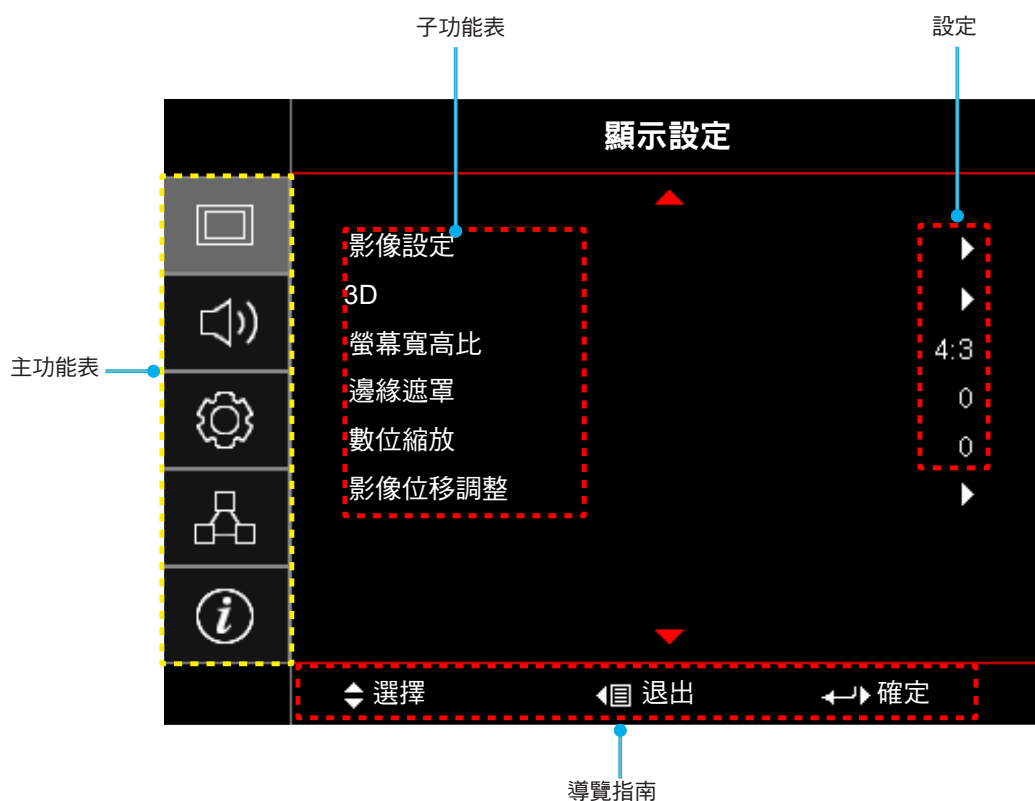 子功能表
設定
顯示設定
影像設定
3D
螢幕寬高比
4:3
邊緣遮罩
0
數位縮放
0
影像位移調整
主功能表
i
選擇
退出
確定
導覽指南